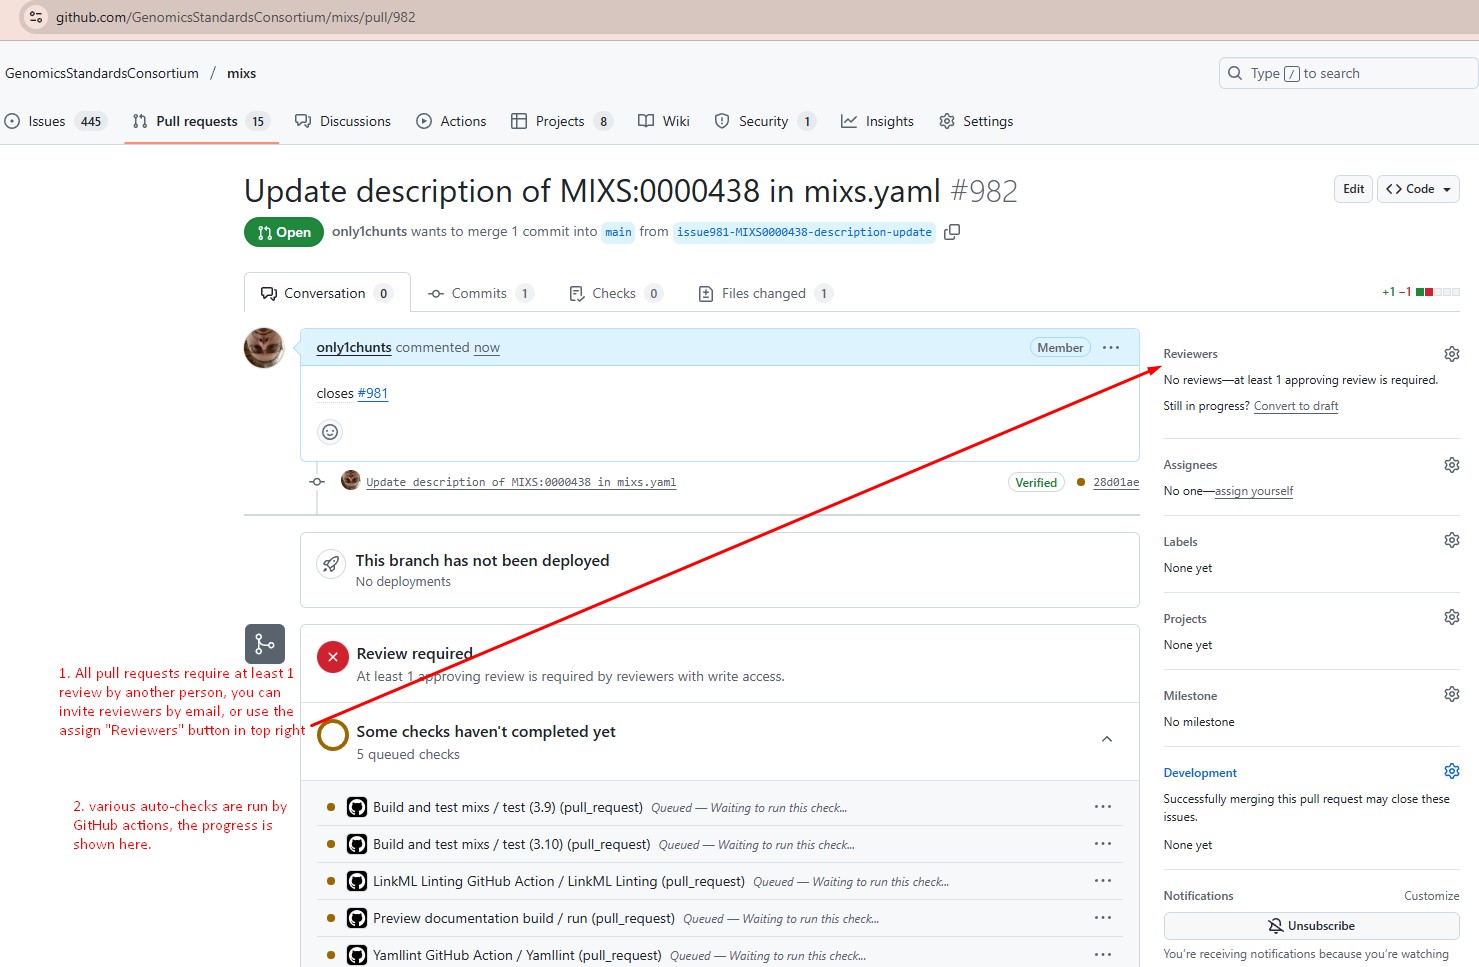 github.com/GenomicsStandardsConsortium/mixs/pull/982
GenomicsStandardsConsortium / mixs
Type / to search
Issues 445 Pull requests 15 Discussions Actions Projects 8 Wiki Security 1 Insights Settings
Update description of MIXS:0000438 in mixs.yaml #982
Edit <> Code
Open only1chunts wants to merge 1 commit into main from issue981-MIXS0000438-description-update
Conversation 0 Commits 1 Checks 0 Files changed 1
+1 −1
only1chunts commented now
Member
closes #981
Update description of MIXS:0000438 in mixs.yaml
Verified 28d01ae
This branch has not been deployed
No deployments
Review required
At least 1 approving review is required by reviewers with write access.
1. All pull requests require at least 1
review by another person, you can
invite reviewers by email, or use the
assign "Reviewers" button in top right
Some checks haven't completed yet
5 queued checks
2. various auto-checks are run by
GitHub actions, the progress is
shown here.
Build and test mixs / test (3.9) (pull_request) Queued — Waiting to run this check...
Build and test mixs / test (3.10) (pull_request) Queued — Waiting to run this check...
LinkML Linting GitHub Action / LinkML Linting (pull_request) Queued — Waiting to run this check...
Preview documentation build / run (pull_request) Queued — Waiting to run this check...
Yamllint GitHub Action / Yamllint (pull_request) Queued — Waiting to run this check...
Reviewers
No reviews—at least 1 approving review is required.
Still in progress? Convert to draft
Assignees
No one—assign yourself
Labels
None yet
Projects
None yet
Milestone
No milestone
Development
Successfully merging this pull request may close these
issues.
None yet
Notifications Customize
Unsubscribe
You're receiving notifications because you're watching